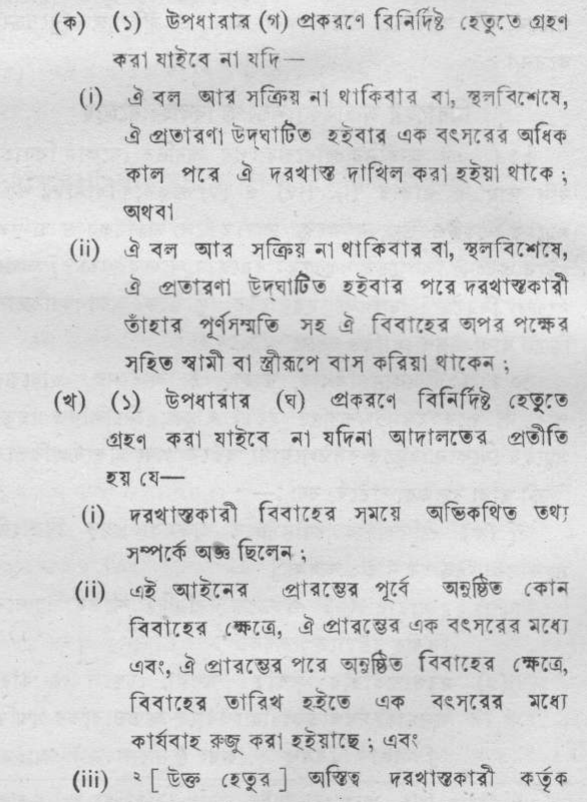 (ক) (১) উপধারার (গ) প্রকরণে বিনির্দিষ্ট হেতুতে গ্রহণ
করা যাইবে না যদি—
(i) ঐ বল আর সক্রিয় না থাকিবার বা, স্থলবিশেষে,
ঐ প্রতারণা উদ্‌ঘাটিত হইবার এক বৎসরের অধিক
কাল পরে ঐ দরখাস্ত দাখিল করা হইয়া থাকে ;
অথবা
(ii) ঐ বল আর সক্রিয় না থাকিবার বা, স্থলবিশেষে,
ঐ প্রতারণা উদ্‌ঘাটিত হইবার পরে দরখাস্তকারী
তাঁহার পূর্ণসম্মতি সহ ঐ বিবাহের অপর পক্ষের
সহিত স্বামী বা স্ত্রীরূপে বাস করিয়া থাকেন ;
(খ) (১) উপধারার (ঘ) প্রকরণে বিনির্দিষ্ট হেতুতে
গ্রহণ করা যাইবে না যদিনা আদালতের প্রতীতি
হয় যে—
(i) দরখাস্তকারী বিবাহের সময়ে অভিকথিত তথ্য
সম্পর্কে অজ্ঞ ছিলেন ;
(ii) এই আইনের প্রারম্ভের পূর্বে অনুষ্ঠিত কোন
বিবাহের ক্ষেত্রে, ঐ প্রারম্ভের এক বৎসরের মধ্যে
এবং, ঐ প্রারম্ভের পরে অনুষ্ঠিত বিবাহের ক্ষেত্রে,
বিবাহের তারিখ হইতে এক বৎসরের মধ্যে
কার্যবাহ রুজু করা হইয়াছে ; এবং
(iii) ২ [ উক্ত হেতুর ] অস্তিত্ব দরখাস্তকারী কর্তৃক